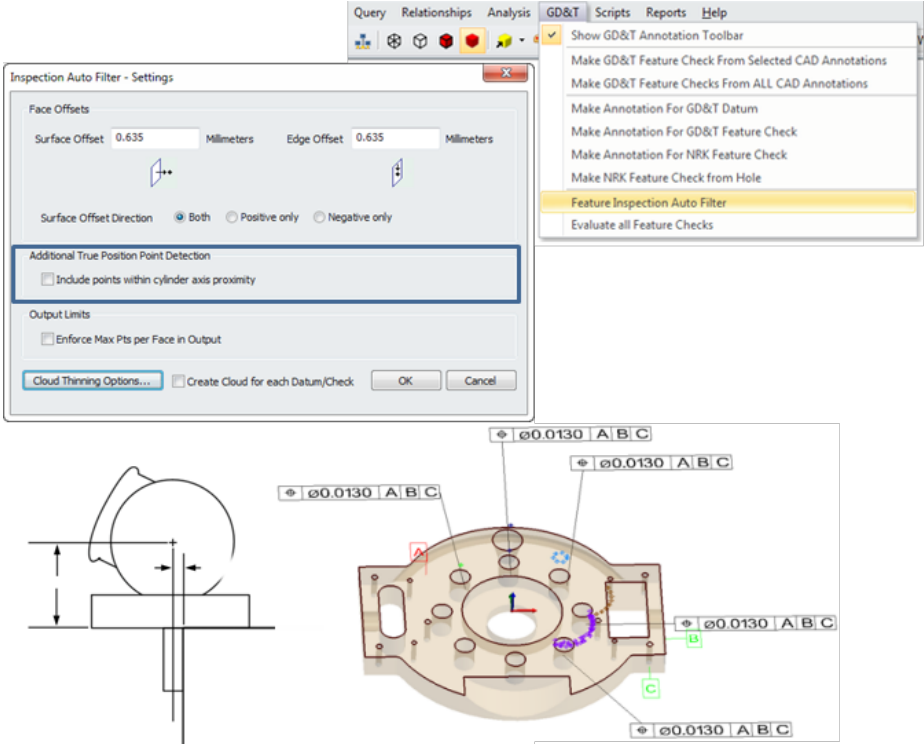 Query Relationships Analysis GD&T Scripts Reports Help
Show GD&T Annotation Toolbar
Make GD&T Feature Check From Selected CAD Annotations
Make GD&T Feature Checks From ALL CAD Annotations
Make Annotation For GD&T Datum
Make Annotation For GD&T Feature Check
Make Annotation For NRK Feature Check
Make NRK Feature Check from Hole
Feature Inspection Auto Filter
Evaluate all Feature Checks
Inspection Auto Filter - Settings
Face Offsets
Surface Offset 0.635 Millimeters Edge Offset 0.635 Millimeters
Surface Offset Direction Both Positive only Negative only
Additional True Position Point Detection
Include points within cylinder axis proximity
Output Limits
Enforce Max Pts per Face in Output
Cloud Thinning Options... Create Cloud for each Datum/Check OK Cancel
⌖ ⌀0.0130 A B C
⌖ ⌀0.0130 A B C
⌖ ⌀0.0130 A B C
A
⌖ ⌀0.0130 A B C
B
C
⌖ ⌀0.0130 A B C